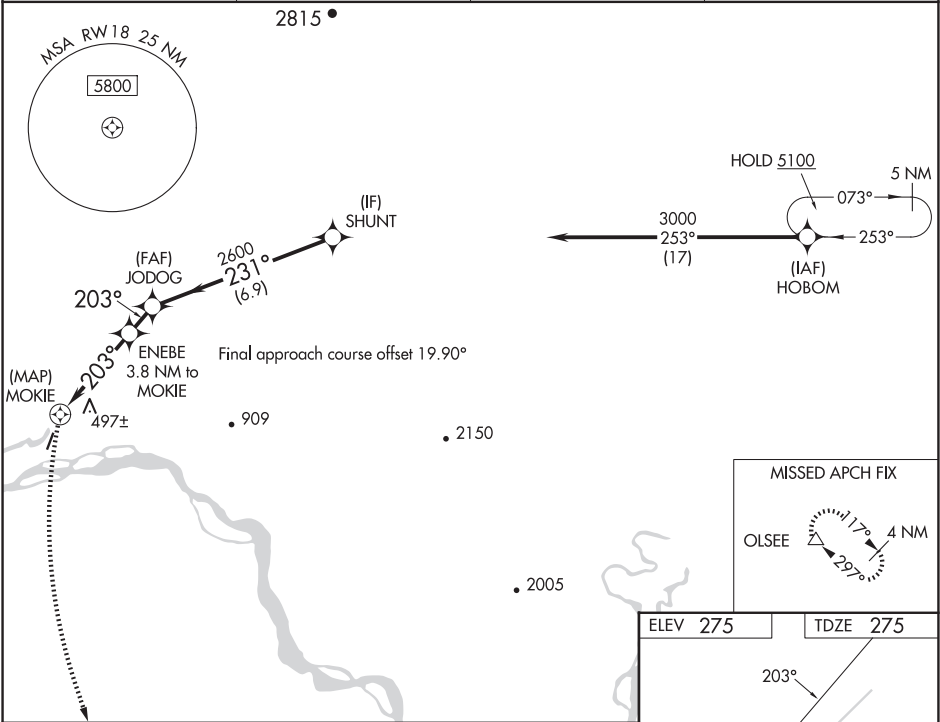 2815
MSA RW18 25 NM
5800
HOLD 5100
5 NM
073°
253°
3000
253°
(17)
(IAF)
HOBOM
(IF)
SHUNT
2600
231°
(6.9)
(FAF)
JODOG
203°
ENEBE
3.8 NM to
MOKIE
Final approach course offset 19.90°
203°
(MAP)
MOKIE
497±
909
2150
2005
MISSED APCH FIX
OLSEE
117°
4 NM
297°
ELEV 275
TDZE 275
203°